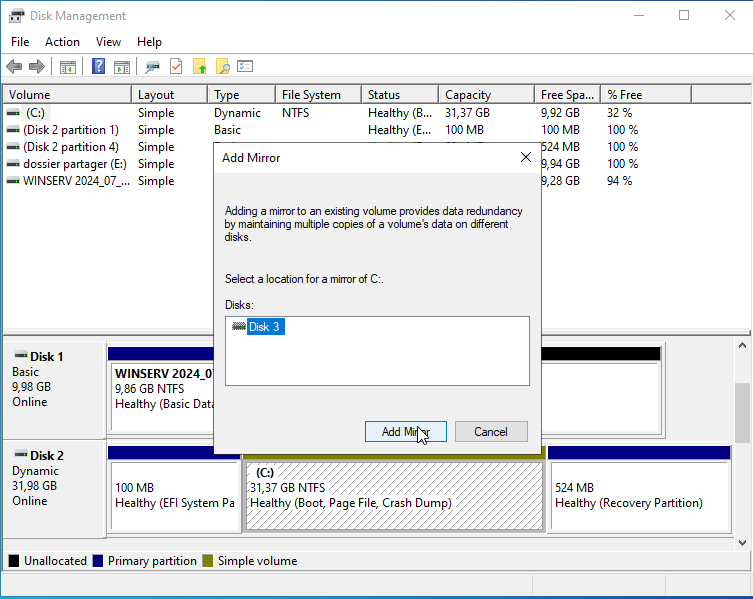 Disk Management
File Action View Help
Volume Layout Type File System Status Capacity Free Spa... % Free
(C:) Simple Dynamic NTFS Healthy (B... 31,37 GB 9,92 GB 32 %
(Disk 2 partition 1) Simple Basic Healthy (E... 100 MB 100 MB 100 %
(Disk 2 partition 4) Simple 524 MB 100 %
dossier partager (E:) Simple 9,94 GB 100 %
WINSERV 2024_07_... Simple 9,28 GB 94 %
Add Mirror
Adding a mirror to an existing volume provides data redundancy
by maintaining multiple copies of a volume's data on different
disks.
Select a location for a mirror of C:.
Disks:
Disk 3
Add Mirror Cancel
Disk 1
Basic
9,98 GB
Online
WINSERV 2024_0
9,86 GB NTFS
Healthy (Basic Data
Disk 2
Dynamic
31,98 GB
Online
100 MB
Healthy (EFI System Pa
(C:)
31,37 GB NTFS
Healthy (Boot, Page File, Crash Dump)
524 MB
Healthy (Recovery Partition)
Unallocated Primary partition Simple volume